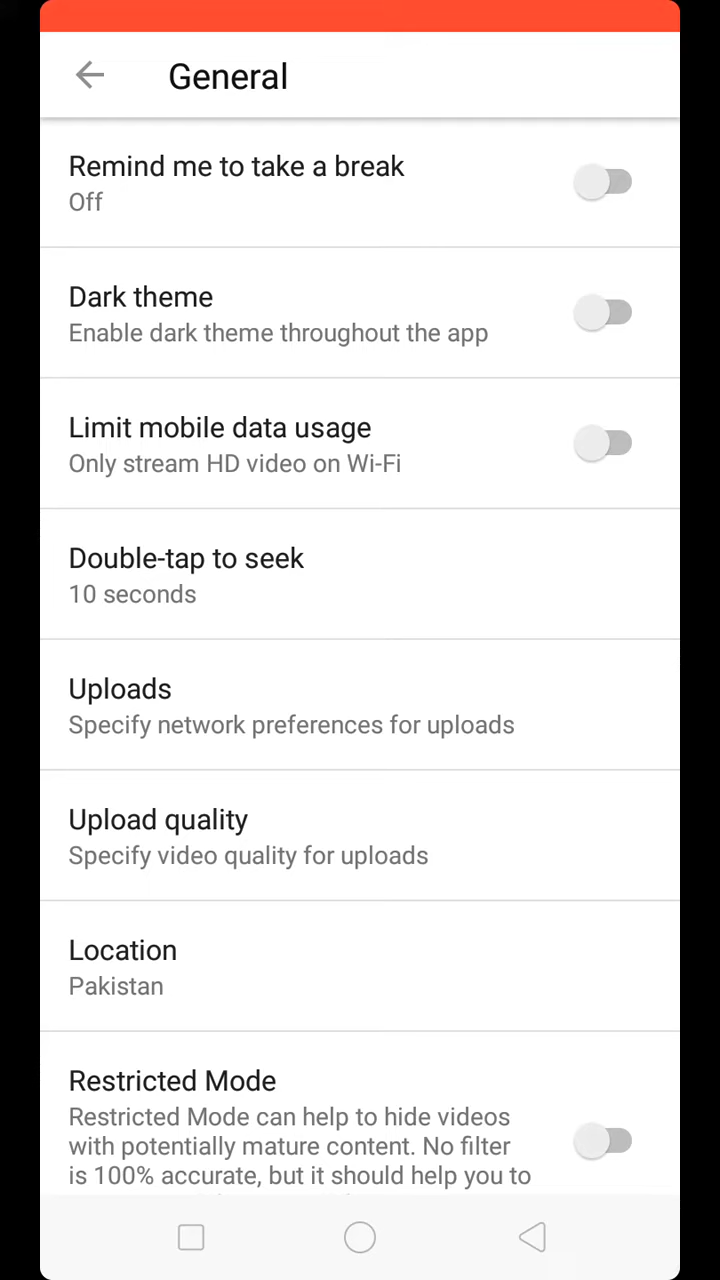 General
Remind me to take a break
Off
Dark theme
Enable dark theme throughout the app
Limit mobile data usage
Only stream HD video on Wi-Fi
Double-tap to seek
10 seconds
Uploads
Specify network preferences for uploads
Upload quality
Specify video quality for uploads
Location
Pakistan
Restricted Mode
Restricted Mode can help to hide videos
with potentially mature content. No filter
is 100% accurate, but it should help you to